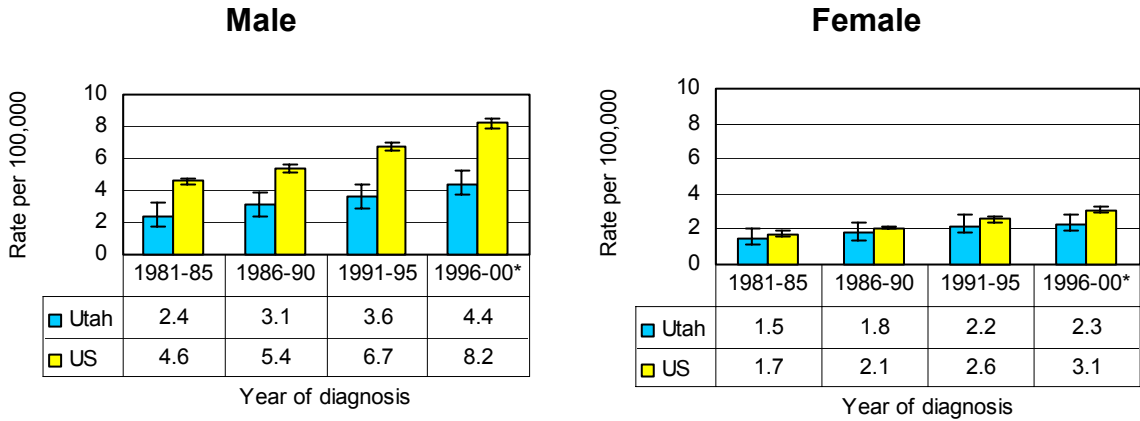 Male
Rate per 100,000
10
8
6
4
2
0
1981-85 1986-90 1991-95 1996-00*
Utah 2.4 3.1 3.6 4.4
US 4.6 5.4 6.7 8.2
Year of diagnosis
Female
Rate per 100,000
10
8
6
4
2
0
1981-85 1986-90 1991-95 1996-00*
Utah 1.5 1.8 2.2 2.3
US 1.7 2.1 2.6 3.1
Year of diagnosis